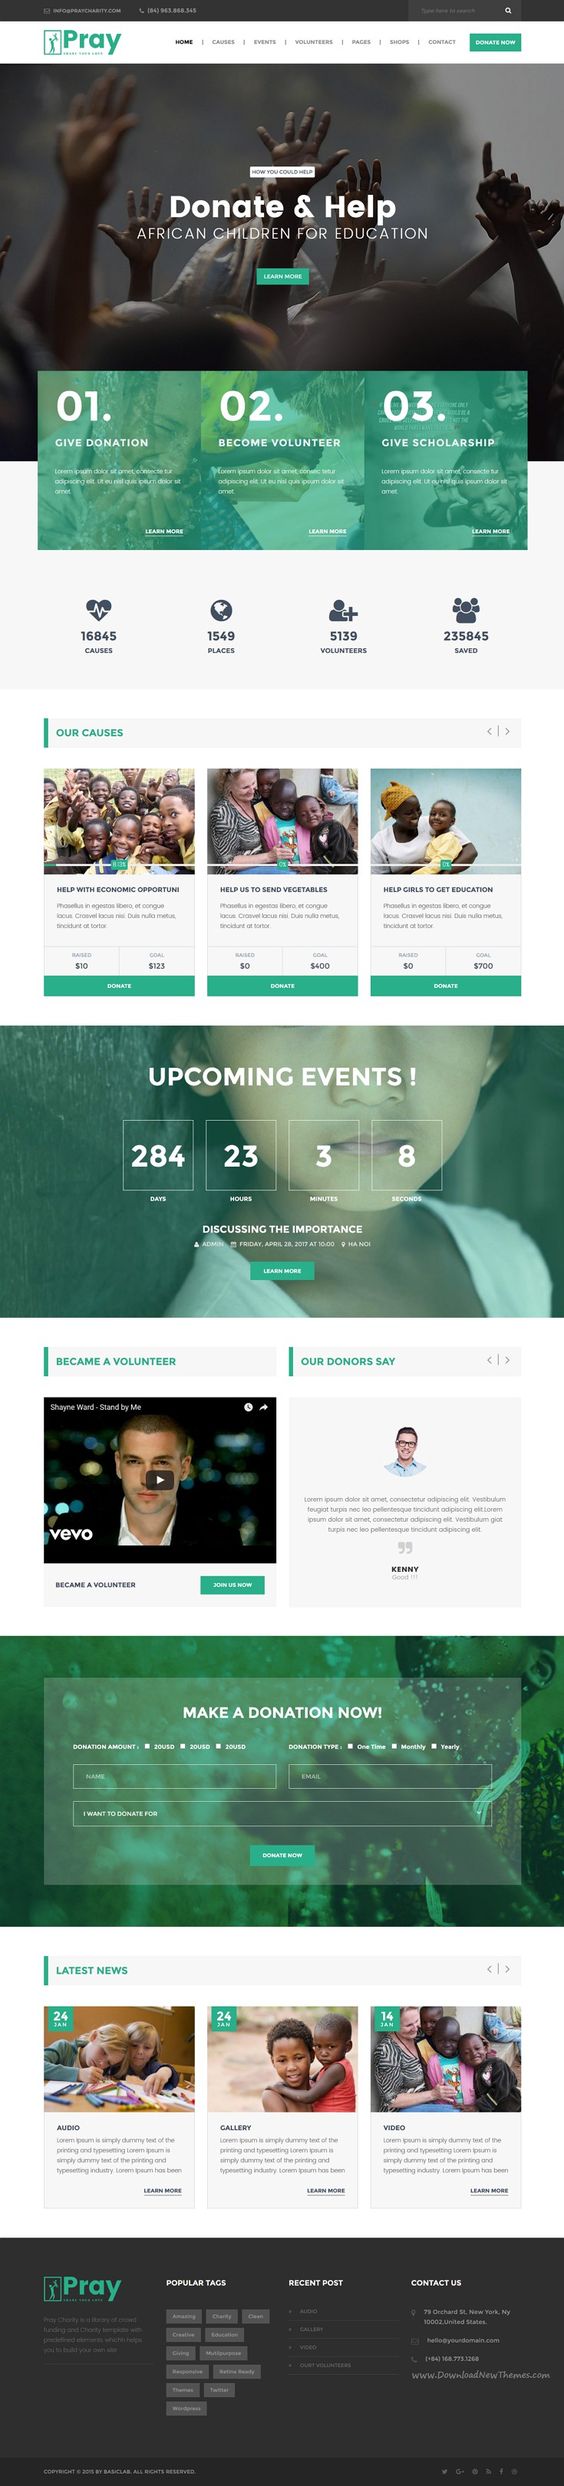 INFO@PRAYCHARITY.COM (84) 963.868.345 Type here to search
Pray
SHARE YOUR LOVE
HOME | CAUSES | EVENTS | VOLUNTEERS | PAGES | SHOPS | CONTACT DONATE NOW
HOW YOU COULD HELP
Donate & Help
AFRICAN CHILDREN FOR EDUCATION
LEARN MORE
01.
GIVE DONATION
Lorem ipsum dolor sit amet, consecte tur
adipiscing elit. Ut eu nisl quis ipsum dolor sit
amet.
LEARN MORE
02.
BECOME VOLUNTEER
Lorem ipsum dolor sit amet, consec tetur
adipiscing elit. Ut eu nisl quis ipsum dolor sit
amet.
LEARN MORE
03.
GIVE SCHOLARSHIP
Lorem ipsum dolor sit amet, consectetur
adipiscing elit. Ut eu nisl quis ipsum dolor sit
amet.
LEARN MORE
16845
CAUSES
1549
PLACES
5139
VOLUNTEERS
235845
SAVED
OUR CAUSES
8.13%
HELP WITH ECONOMIC OPPORTUNI
Phasellus in egestas libero, et congue
lacus. Crasvel lacus nisi. Duis nulla metus,
tincidunt at tortor.
RAISED GOAL
$10 $123
DONATE
0%
HELP US TO SEND VEGETABLES
Phasellus in egestas libero, et congue
lacus. Crasvel lacus nisi. Duis nulla metus,
tincidunt at tortor.
RAISED GOAL
$0 $400
DONATE
0%
HELP GIRLS TO GET EDUCATION
Phasellus in egestas libero, et congue
lacus. Crasvel lacus nisi. Duis nulla metus,
tincidunt at tortor.
RAISED GOAL
$0 $700
DONATE
UPCOMING EVENTS !
284 23 3 8
DAYS HOURS MINUTES SECONDS
DISCUSSING THE IMPORTANCE
ADMIN FRIDAY, APRIL 28, 2017 AT 10:00 HA NOI
LEARN MORE
BECAME A VOLUNTEER
Shayne Ward - Stand by Me
vevo
BECAME A VOLUNTEER JOIN US NOW
OUR DONORS SAY
Lorem ipsum dolor sit amet, consectetur adipiscing elit. Vestibulum
feugiat turpis nec leo pellentesque tincidunt adipiscing elit.Lorem
ipsum dolor sit amet, consectetur adipiscing elit. Vestibulum giat
turpis nec leo pellentesque tincidunt adipiscing elit.
KENNY
Good !!!
MAKE A DONATION NOW!
DONATION AMOUNT : 20USD 20USD 20USD DONATION TYPE : One Time Monthly Yearly
NAME EMAIL
I WANT TO DONATE FOR
DONATE NOW
LATEST NEWS
24
JAN
AUDIO
Lorem Ipsum is simply dummy text of the
printing and typesetting Lorem Ipsum is
simply dummy text of the printing and
typesetting industry. Lorem Ipsum has been
LEARN MORE
24
JAN
GALLERY
Lorem Ipsum is simply dummy text of the
printing and typesetting Lorem Ipsum is
simply dummy text of the printing and
typesetting industry. Lorem Ipsum has been
LEARN MORE
14
JAN
VIDEO
Lorem Ipsum is simply dummy text of the
printing and typesetting Lorem Ipsum is
simply dummy text of the printing and
typesetting industry. Lorem Ipsum has been
LEARN MORE
Pray
SHARE YOUR LOVE
Pray Charity is a library of crowd
funding and Charity template with
predefined elements whichh helps
you to build your own site
POPULAR TAGS
Amazing Charity Clean
Creative Education
Giving Mutilpurpose
Responsive Retina Ready
Themes Twitter
Wordpress
RECENT POST
AUDIO
GALLERY
VIDEO
OURT VOLUNTEERS
CONTACT US
79 Orchard St, New York, Ny
10002,United States.
hello@yourdomain.com
(+84) 168.773.1268
www.DownloadNewThemes.com
COPYRIGHT © 2015 BY BASICLAB. ALL RIGHTS RESERVED.